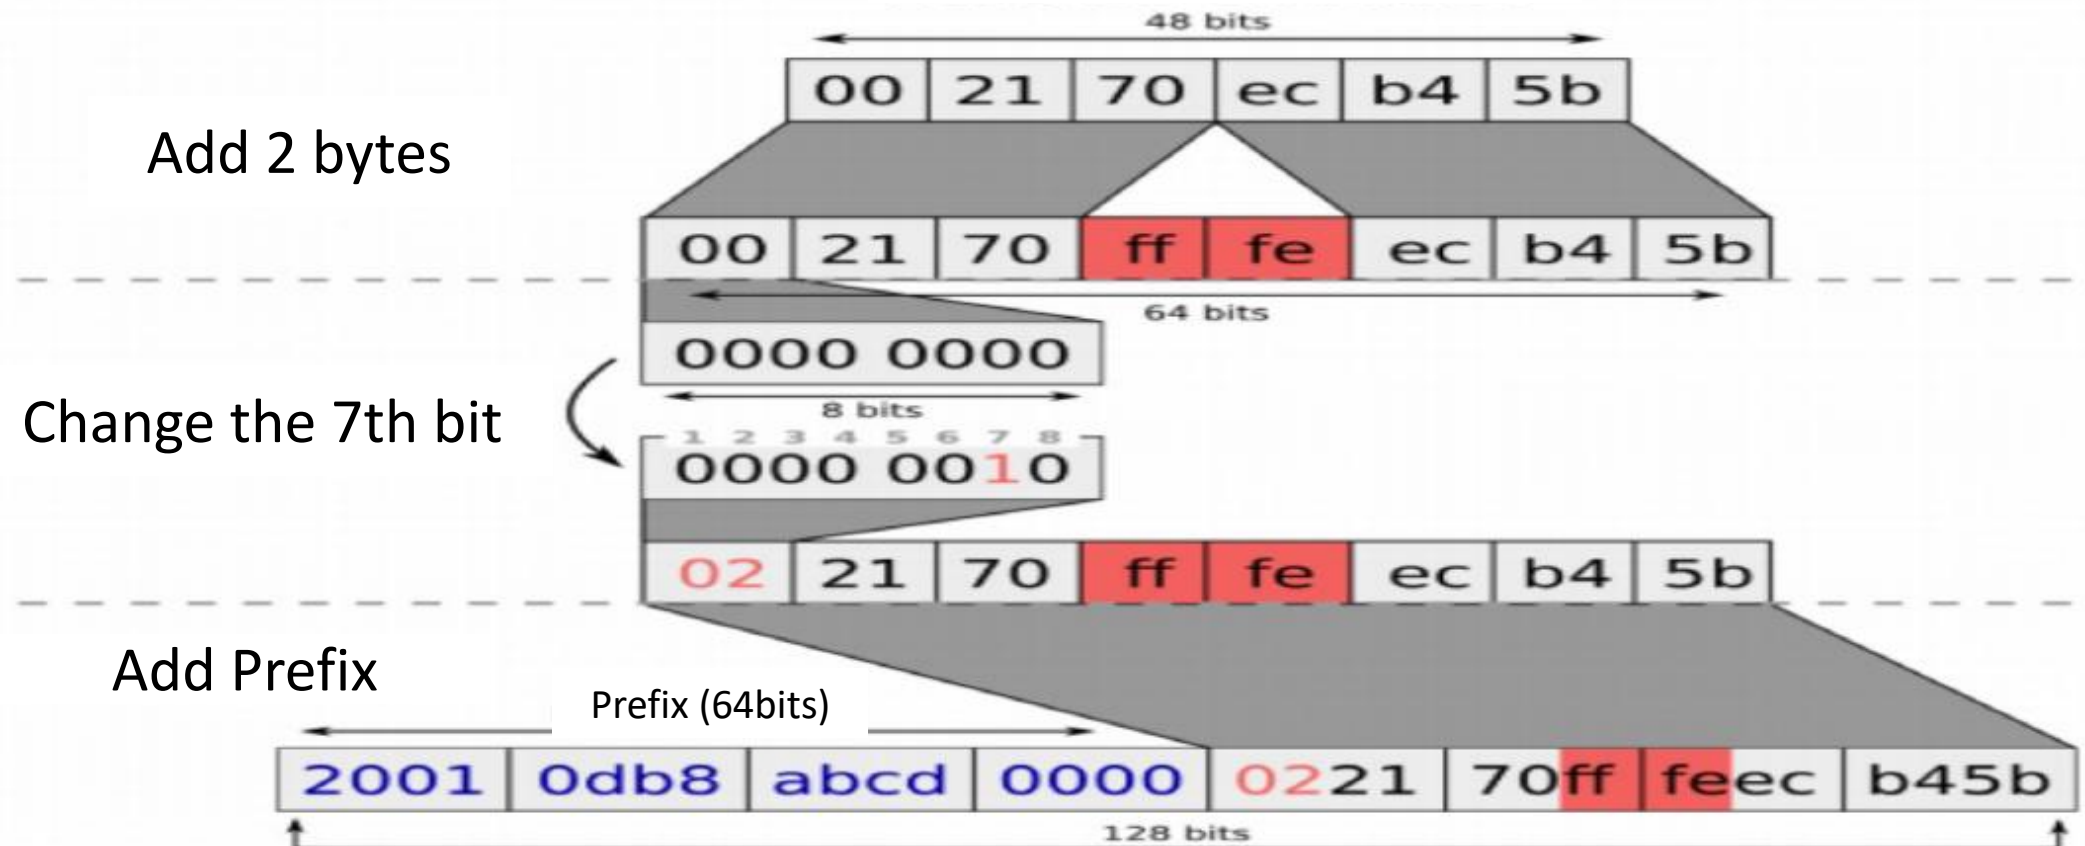 48 bits
00 21 70 ec b4 5b
Add 2 bytes
00 21 70 ff fe ec b4 5b
64 bits
0000 0000
8 bits
Change the 7th bit
1 2 3 4 5 6 7 8
0000 0010
02 21 70 ff fe ec b4 5b
Add Prefix
Prefix (64bits)
2001 0db8 abcd 0000 0221 70ff feec b45b
128 bits